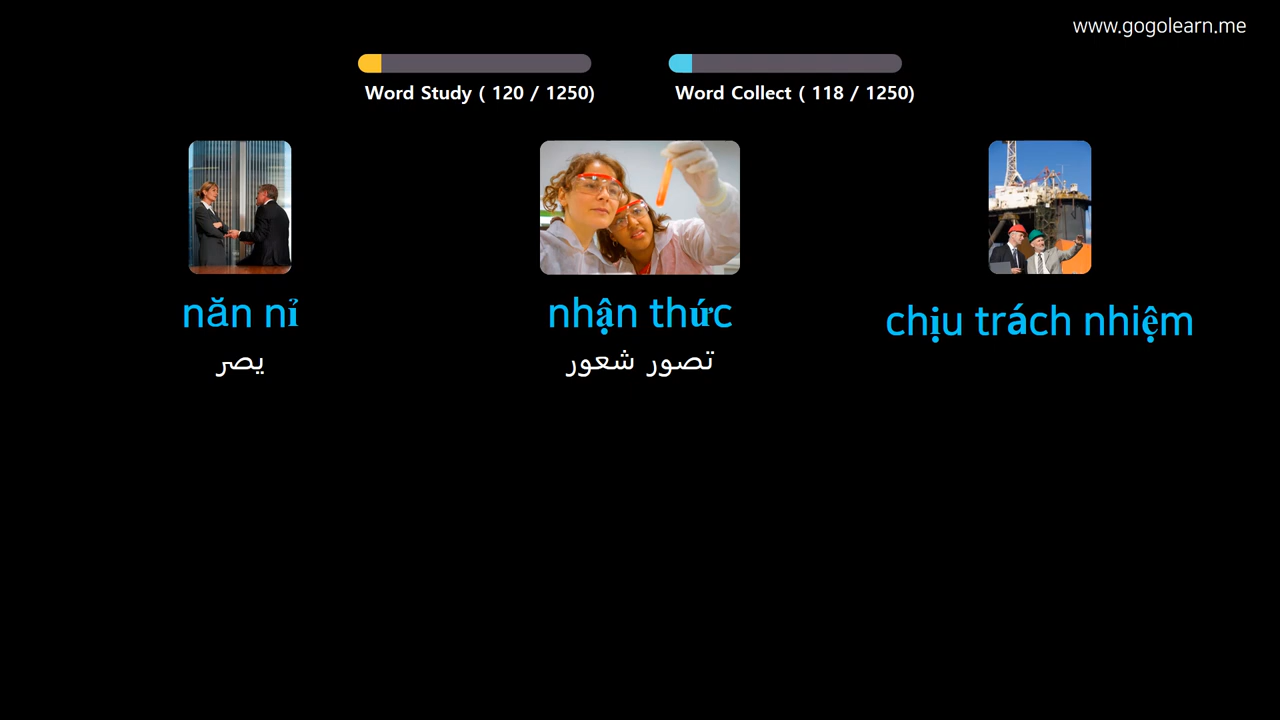 www.gogolearn.me
Word Study ( 120 / 1250)
Word Collect ( 118 / 1250)
năn nỉ
nhận thức
chịu trách nhiệm
يصر
تصور شعور